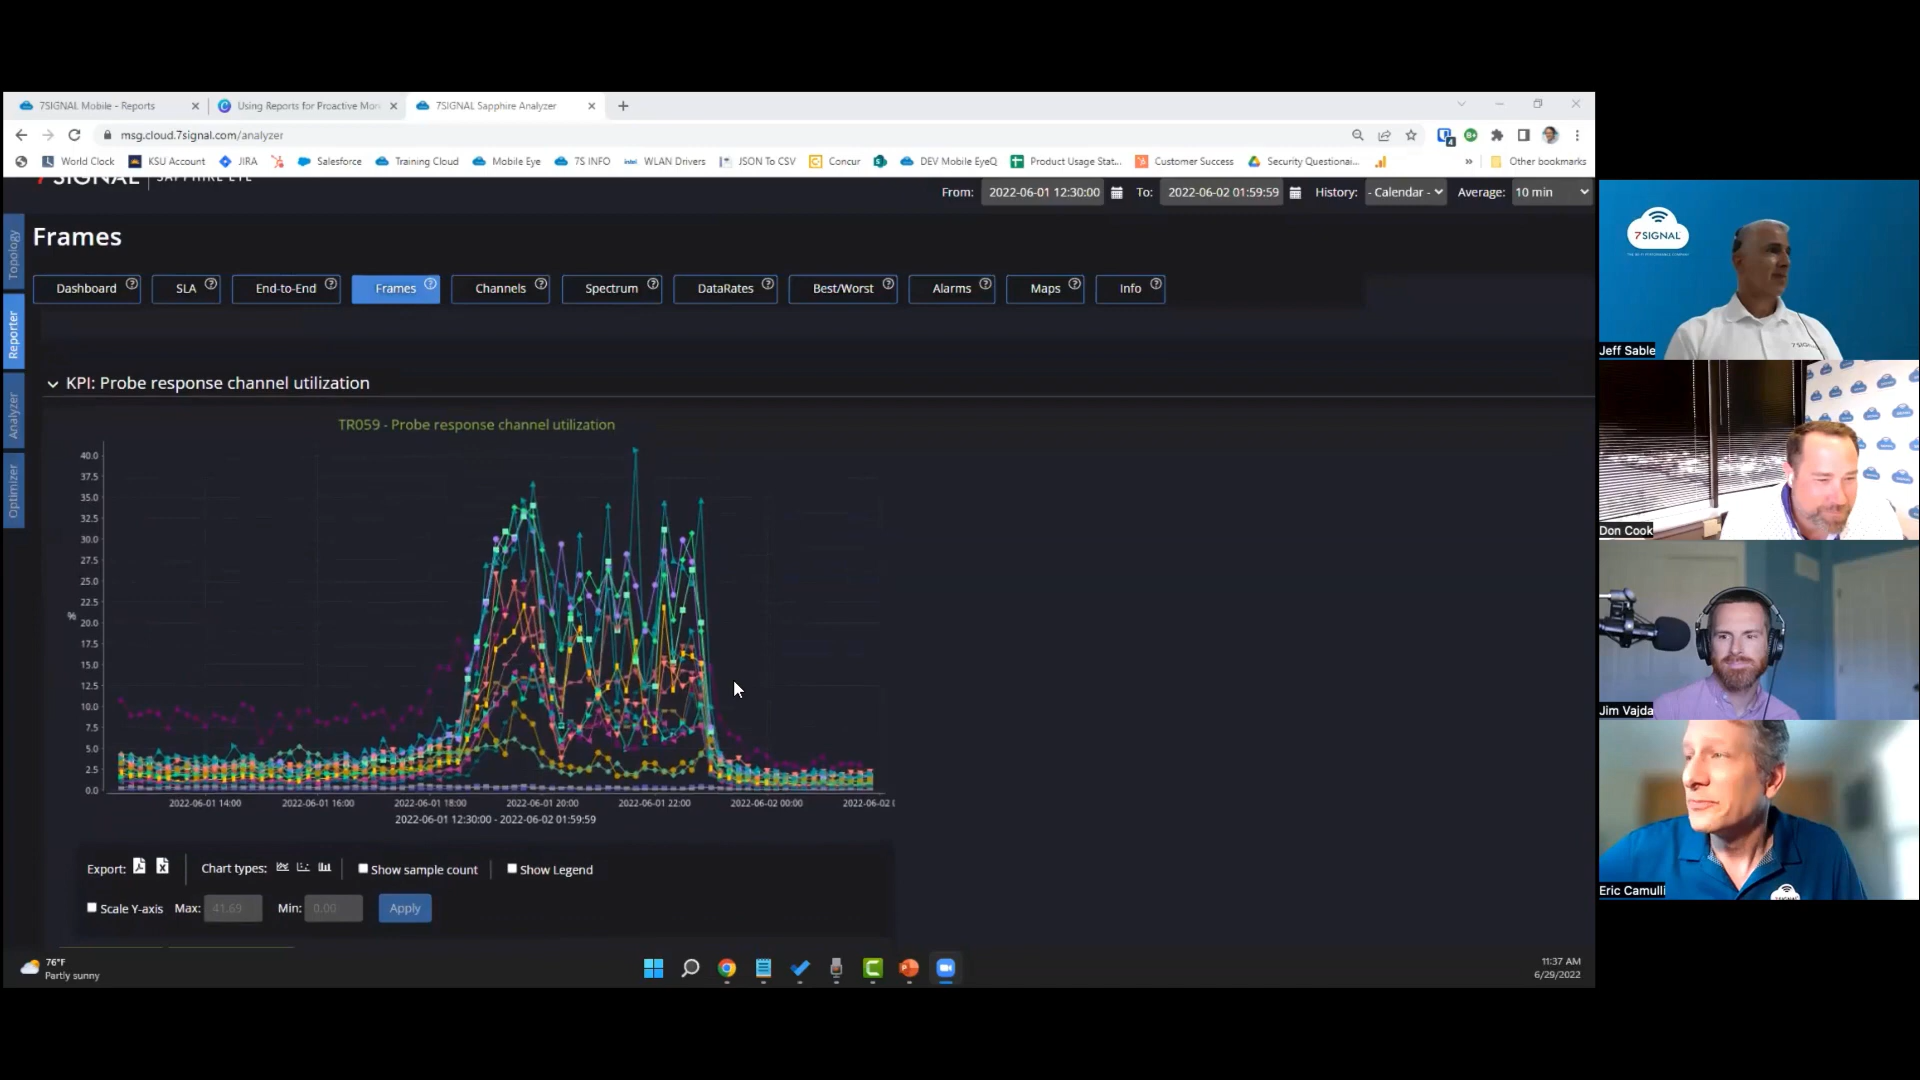 7SIGNAL Mobile - Reports
Using Reports for Proactive Mon
7SIGNAL Sapphire Analyzer
msg.cloud.7signal.com/analyzer
World Clock
KSU Account
JIRA
Salesforce
Training Cloud
Mobile Eye
7S INFO
WLAN Drivers
JSON To CSV
Concur
DEV Mobile EyeQ
Product Usage Stat...
Customer Success
Security Questionai...
»
Other bookmarks
7SIGNAL | SAPPHIRE EYE
From: 2022-06-01 12:30:00 To: 2022-06-02 01:59:59 History: - Calendar - Average: 10 min
Topology
Reporter
Analyzer
Optimizer
Frames
Dashboard
SLA
End-to-End
Frames
Channels
Spectrum
DataRates
Best/Worst
Alarms
Maps
Info
KPI: Probe response channel utilization
TR059 - Probe response channel utilization
40.0
37.5
35.0
32.5
30.0
27.5
25.0
22.5
20.0
17.5
15.0
12.5
10.0
7.5
5.0
2.5
0.0
%
2022-06-01 14:00
2022-06-01 16:00
2022-06-01 18:00
2022-06-01 20:00
2022-06-01 22:00
2022-06-02 00:00
2022-06-02 0
2022-06-01 12:30:00 - 2022-06-02 01:59:59
Export:
Chart types:
Show sample count
Show Legend
Scale Y-axis Max: 41.69 Min: 0.00 Apply
76°F
Partly sunny
11:37 AM
6/29/2022
7SIGNAL
Jeff Sable
Don Cook
Jim Vajda
Eric Camulli